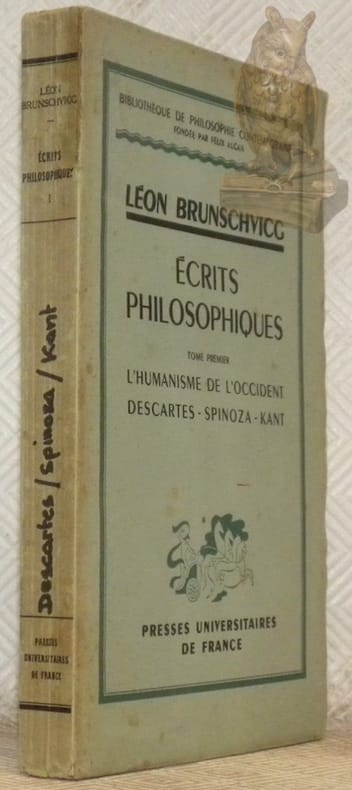 LÉON
BRUNSCHVICG
ÉCRITS
PHILOSOPHIQUES
I
Descartes / Spinoza / Kant
PRESSES
UNIVERSITAIRES
DE FRANCE
BIBLIOTHÈQUE DE PHILOSOPHIE CONTEMPORAINE
FONDÉE PAR FÉLIX ALCAN
LÉON BRUNSCHVICG
ÉCRITS
PHILOSOPHIQUES
TOME PREMIER
L'HUMANISME DE L'OCCIDENT
DESCARTES - SPINOZA - KANT
PRESSES UNIVERSITAIRES
DE FRANCE